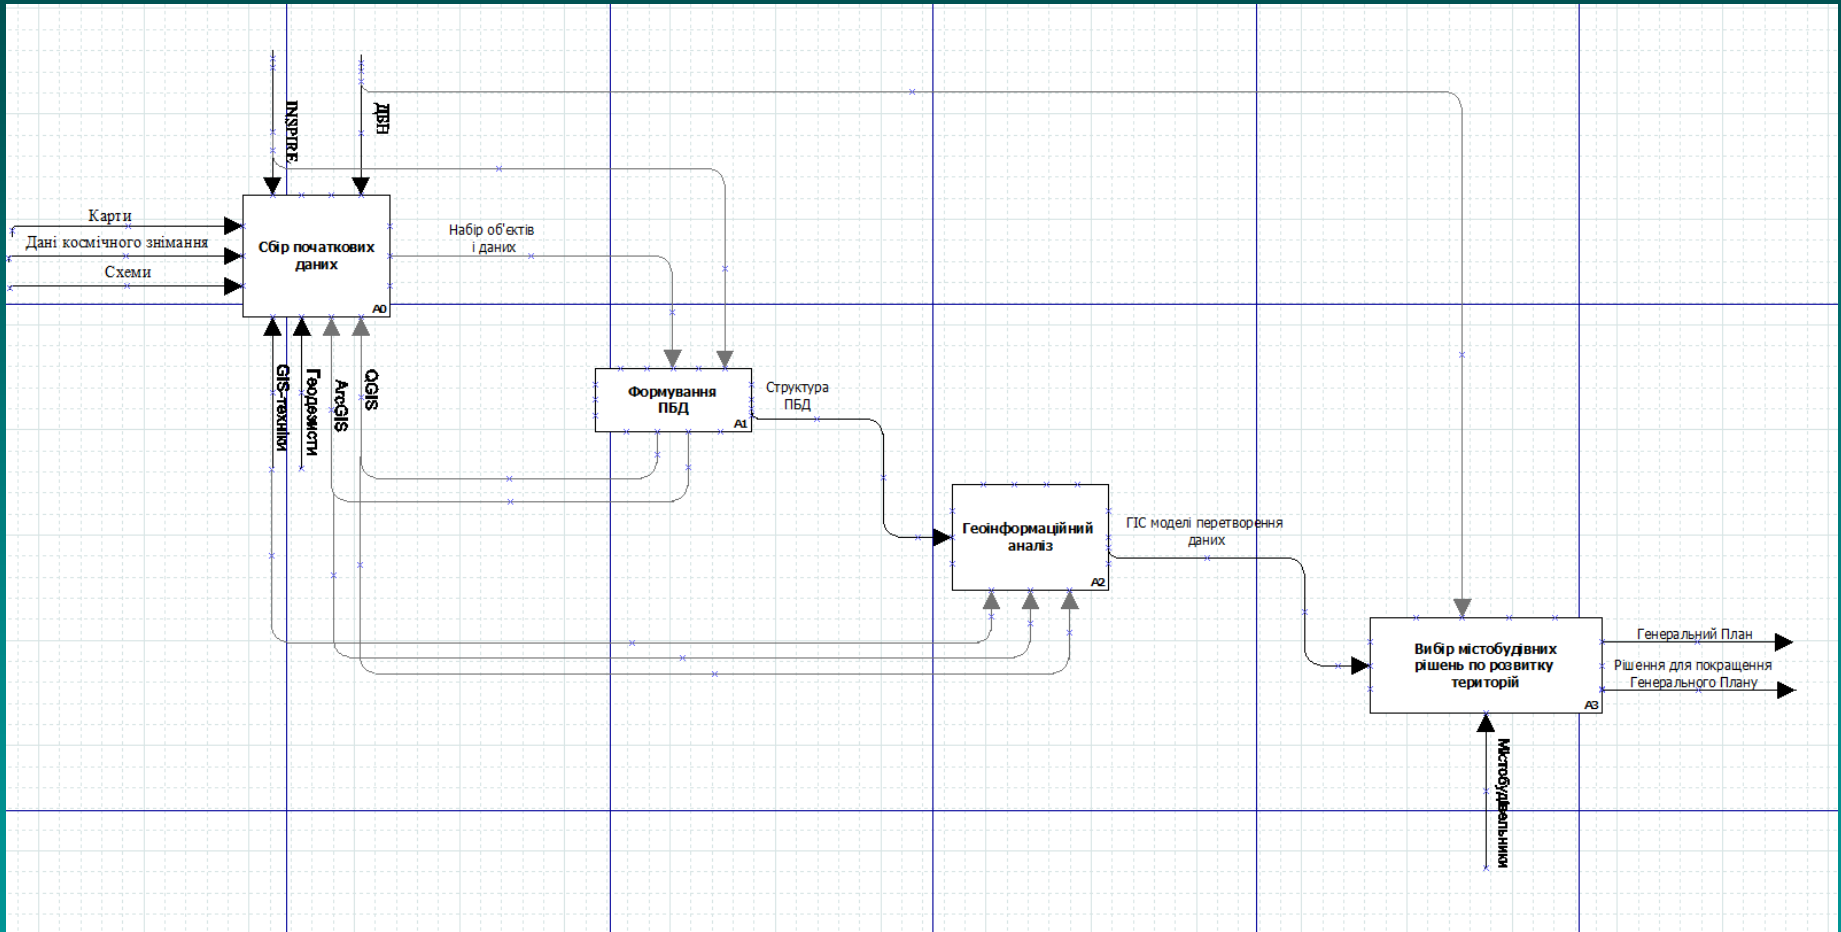 INSPIRE
ДБН
Карти
Дані космічного знімання
Схеми
Сбір початкових
даних
A0
Набір об'єктів
і даних
GIS-техніки
Геодезисти
ArcGIS
QGIS
Формування
ПБД
A1
Структура
ПБД
Геоінформаційний
аналіз
A2
ГІС моделі перетворення
даних
Вибір містобудівних
рішень по розвитку
територій
A3
Генеральний План
Рішення для покращення
Генерального Плану
Містобудівельники